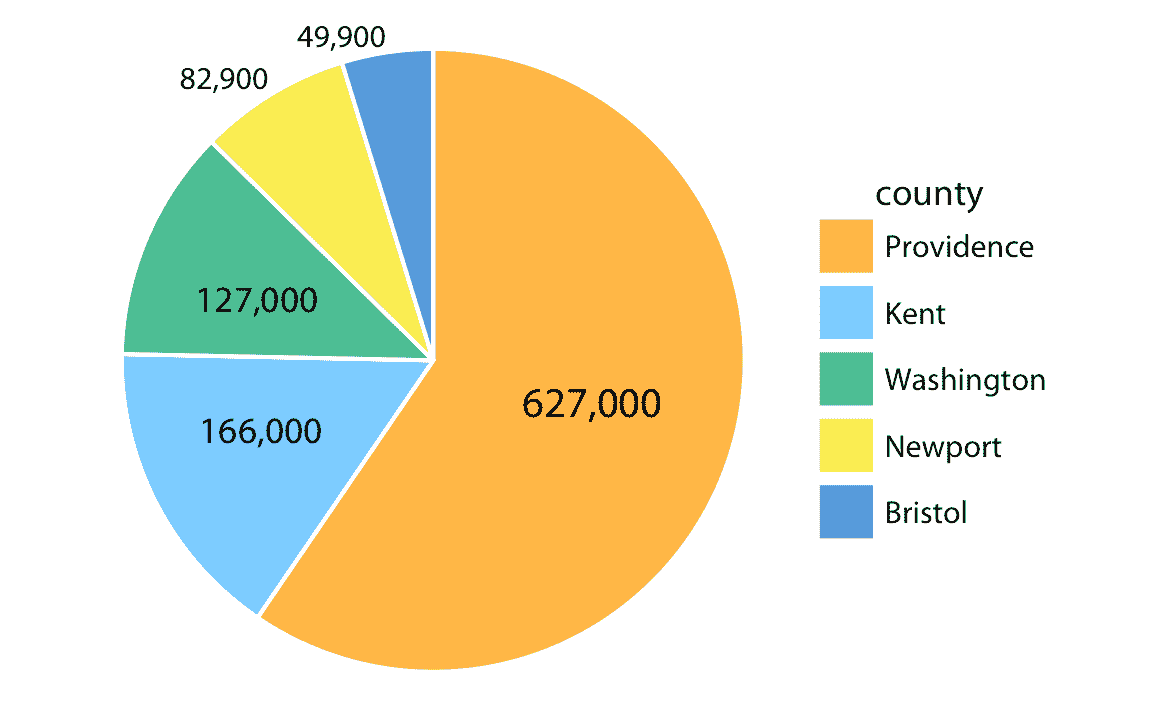 49,900
82,900
127,000
166,000
627,000
county
Providence
Kent
Washington
Newport
Bristol